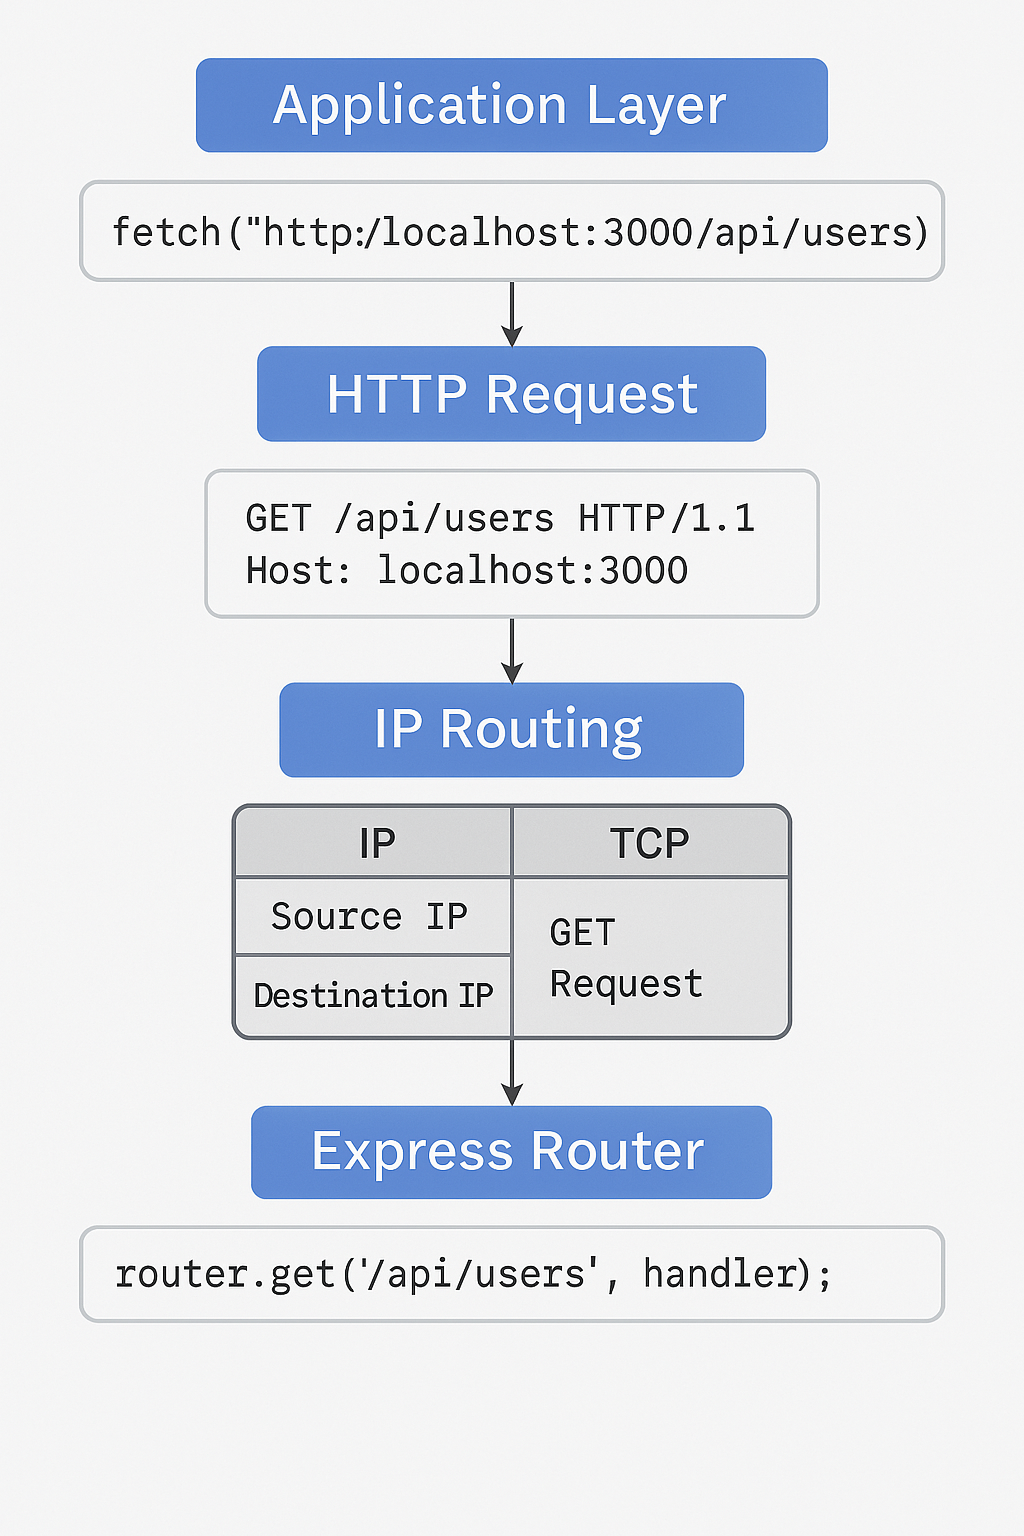 Application Layer
fetch("http:/localhost:3000/api/users)
HTTP Request
GET /api/users HTTP/1.1
Host: localhost:3000
IP Routing
IP
TCP
Source IP
Destination IP
GET
Request
Express Router
router.get('/api/users', handler);